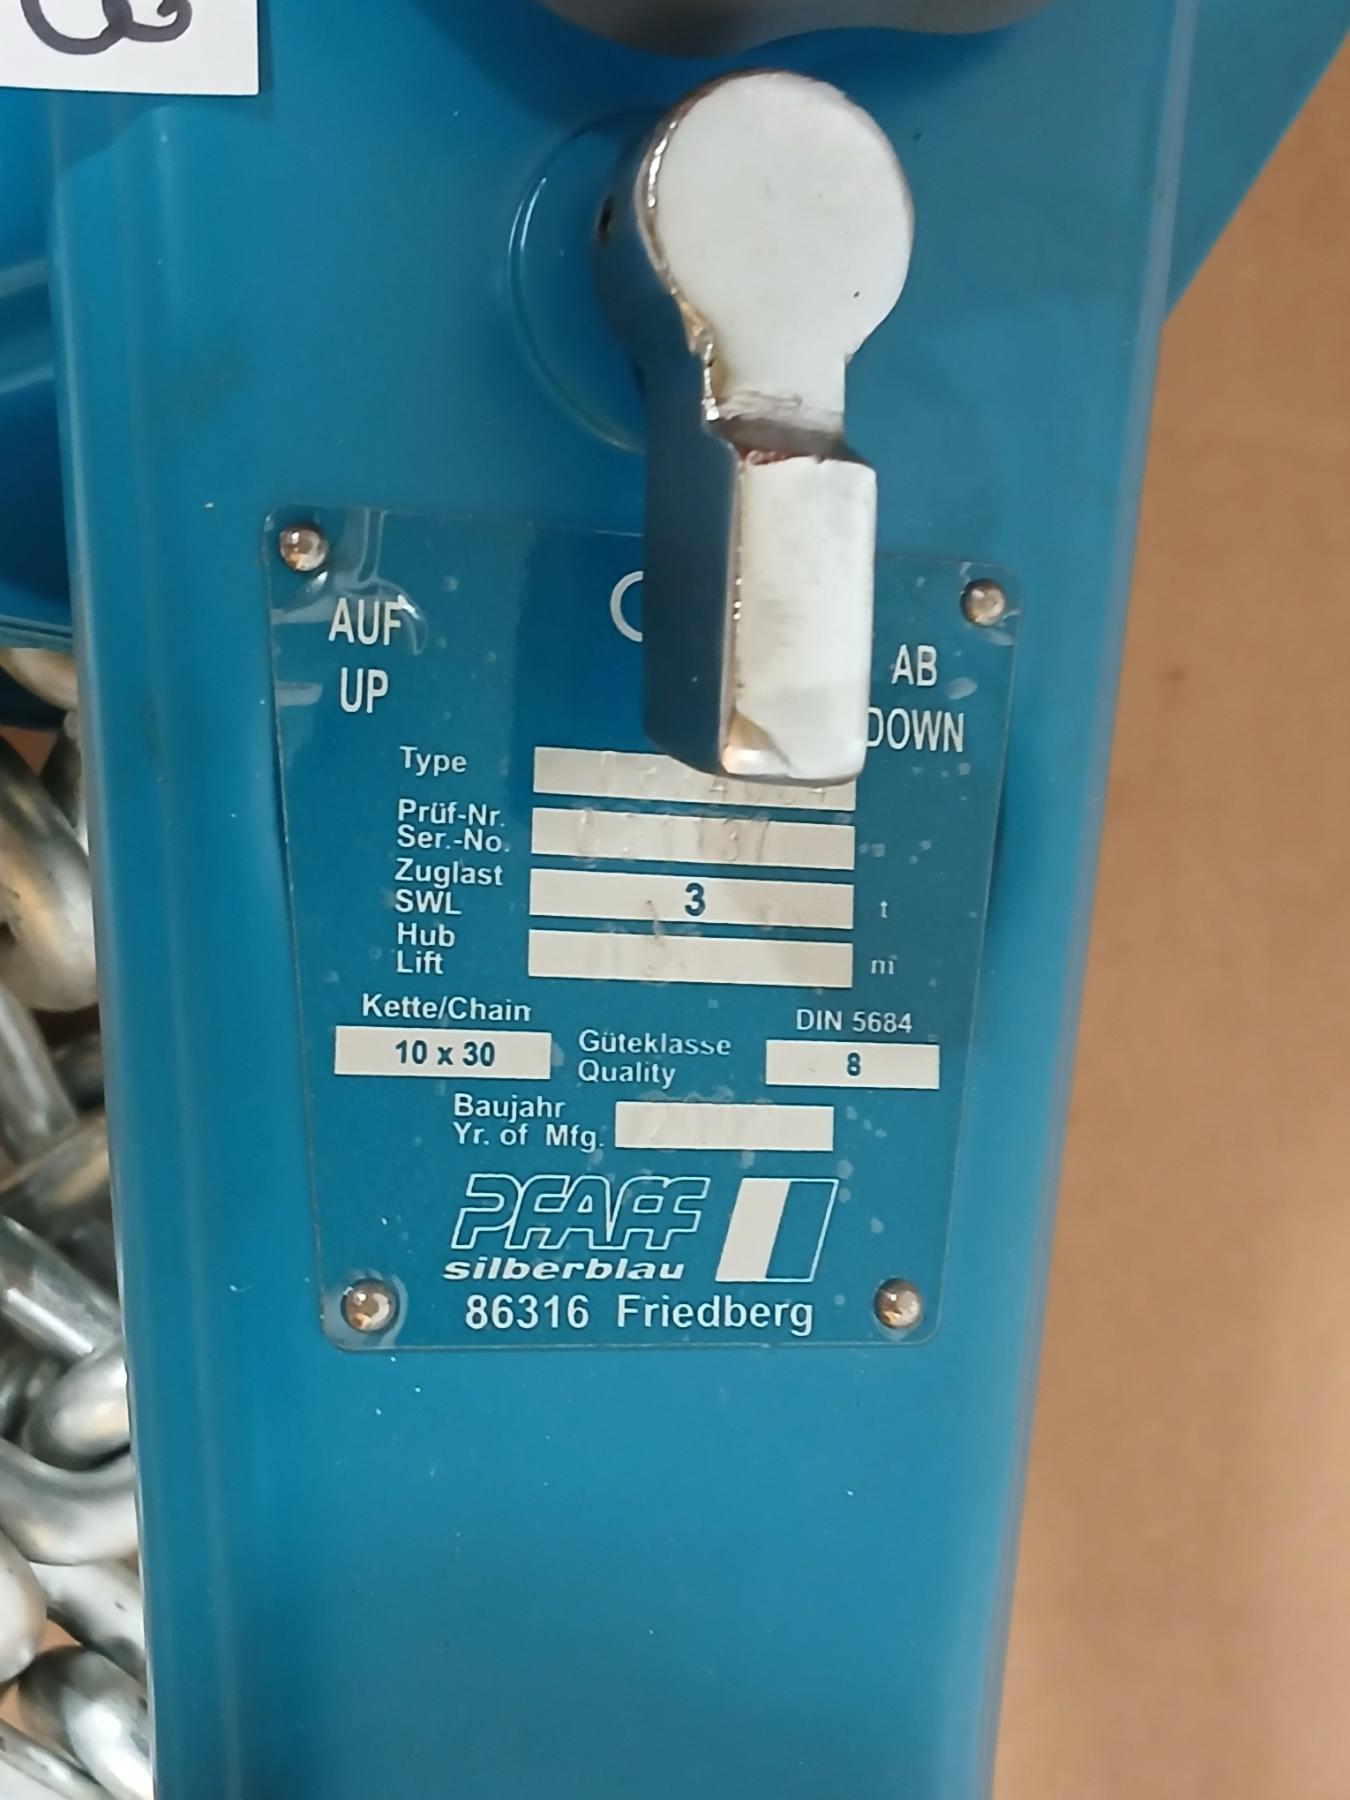 AUF
UP
AB
DOWN
Type
Prüf-Nr.
Ser.-No.
Zuglast
SWL 3 t
Hub
Lift m
Kette/Chain
10 x 30
Güteklasse
Quality
DIN 5684
8
Baujahr
Yr. of Mfg. 2002
PFAFF
silberblau
86316 Friedberg